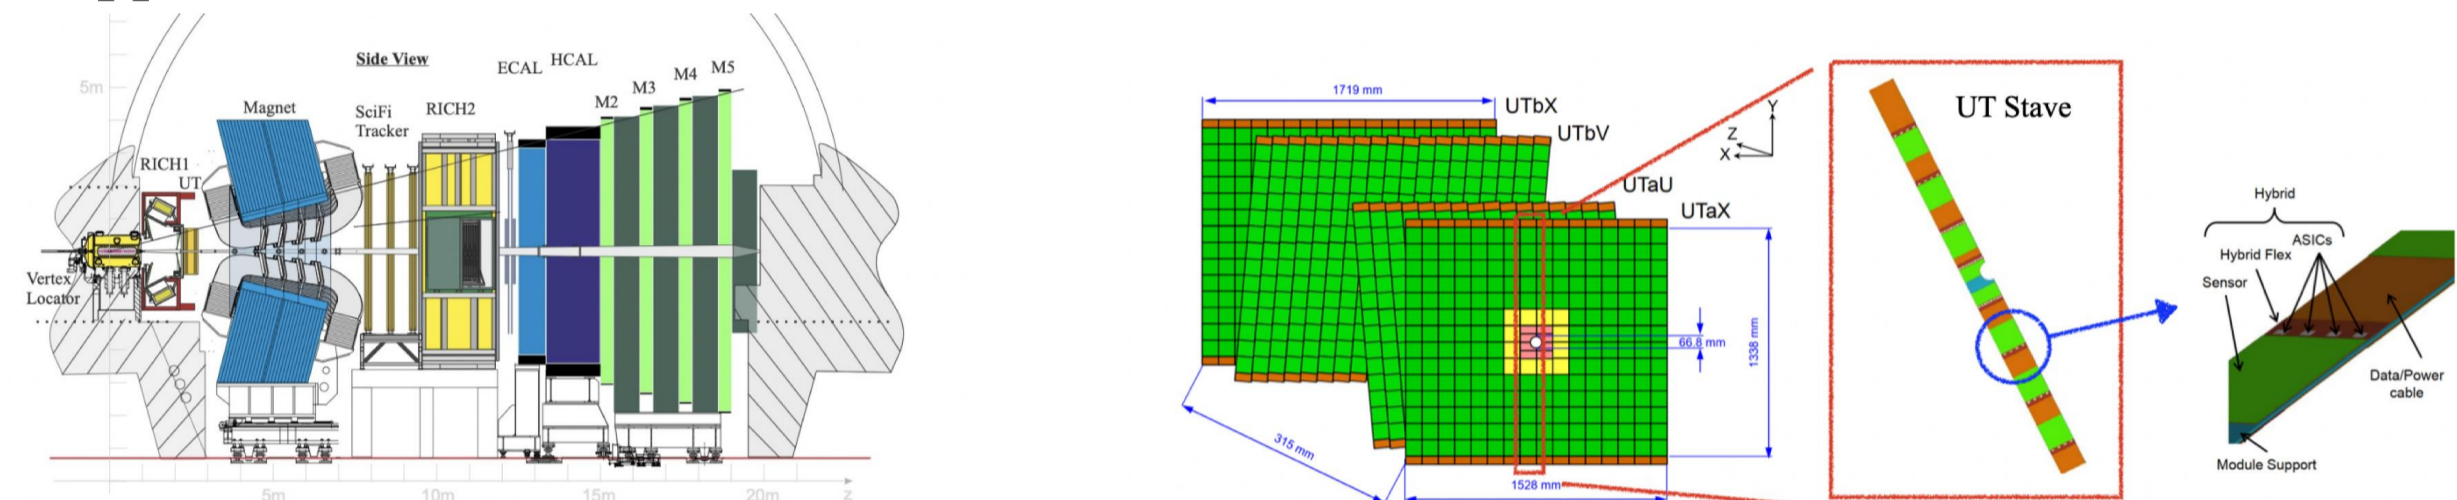 Side View
ECAL
HCAL
M2
M3
M4
M5
5m
Magnet
SciFi
Tracker
RICH2
RICH1
UT
Vertex
Locator
5m
10m
15m
20m
z
1719 mm
UTbX
UTbV
UTaU
UTaX
Y
Z
X
66.8 mm
1338 mm
315 mm
1528 mm
UT Stave
Hybrid
ASICs
Hybrid Flex
Sensor
Data/Power
cable
Module Support